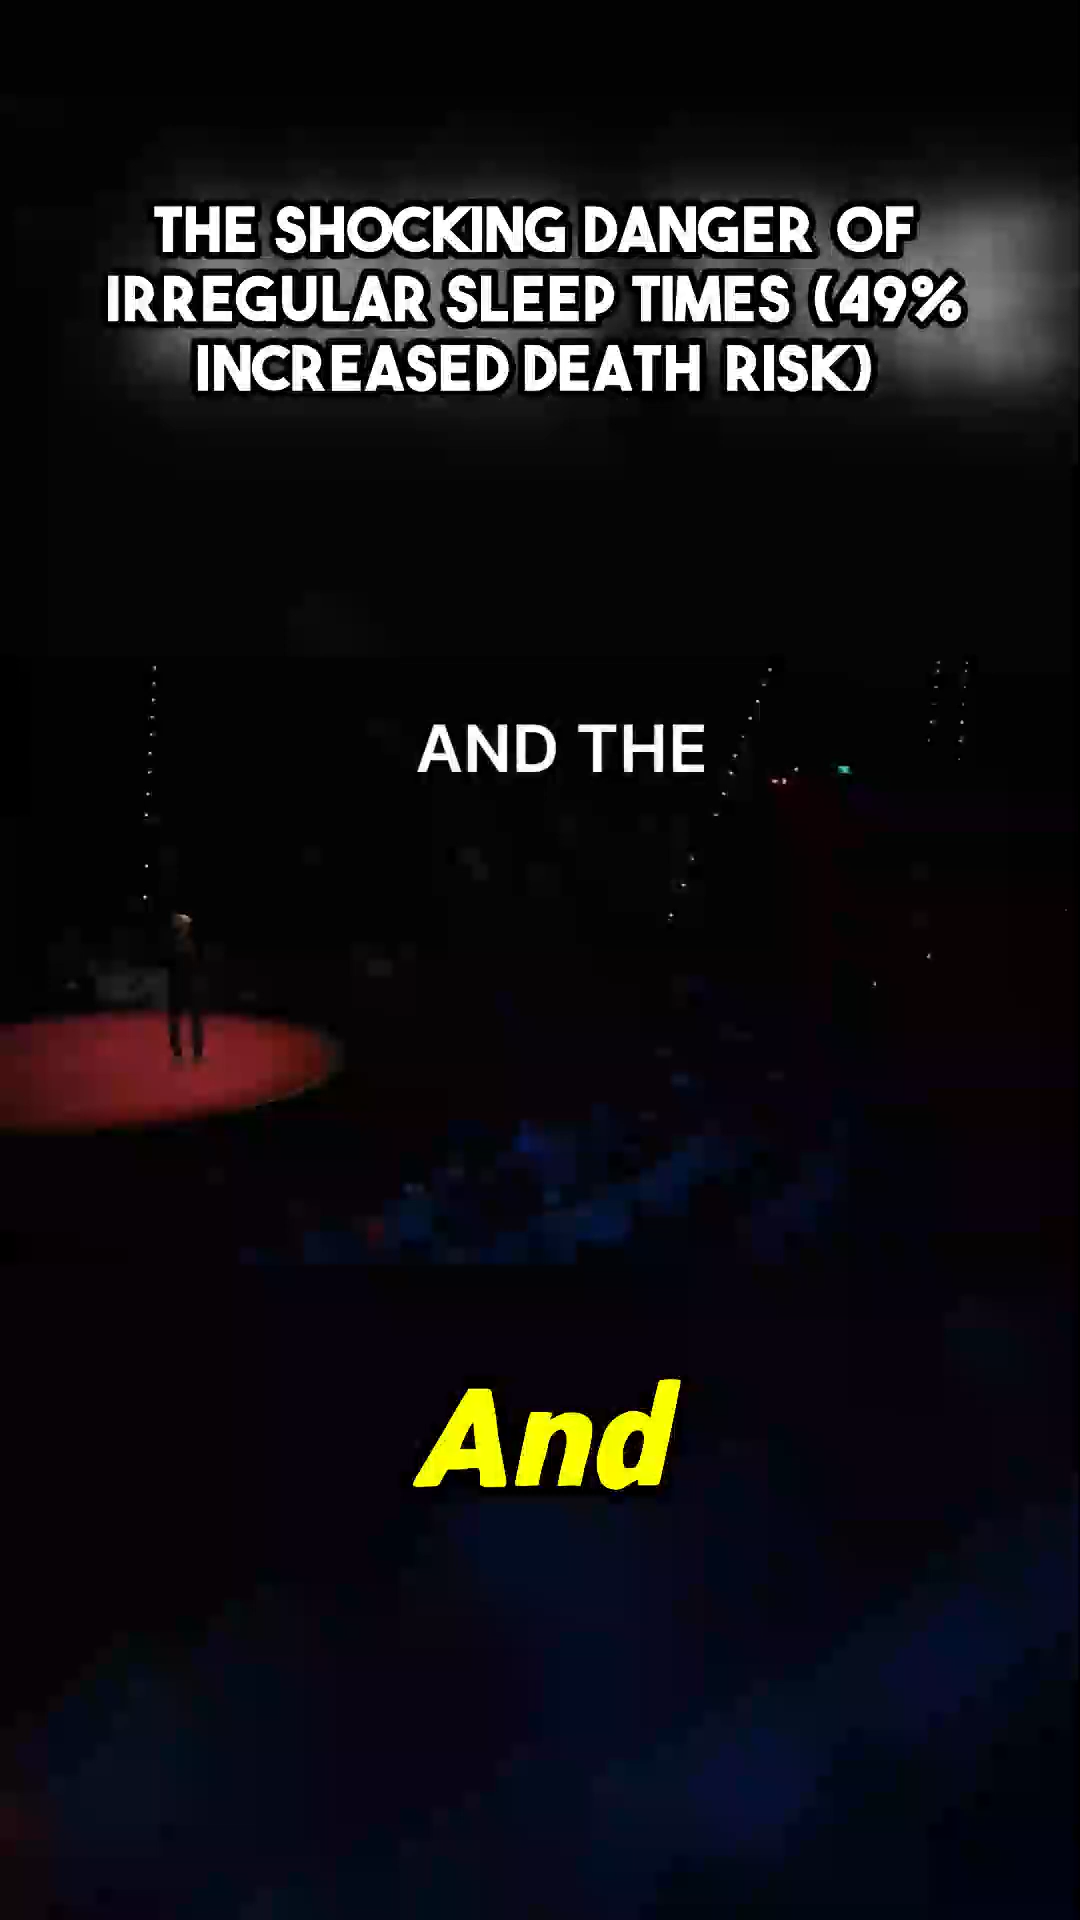 THE SHOCKING DANGER OF
IRREGULAR SLEEP TIMES (49%
INCREASED DEATH RISK)
AND THE
And